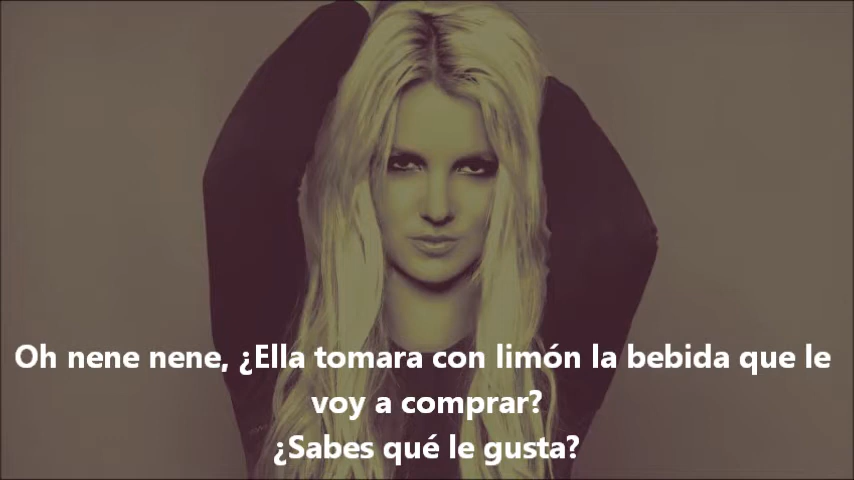 Oh nene nene, ¿Ella tomara con limón la bebida que le
voy a comprar?
¿Sabes qué le gusta?